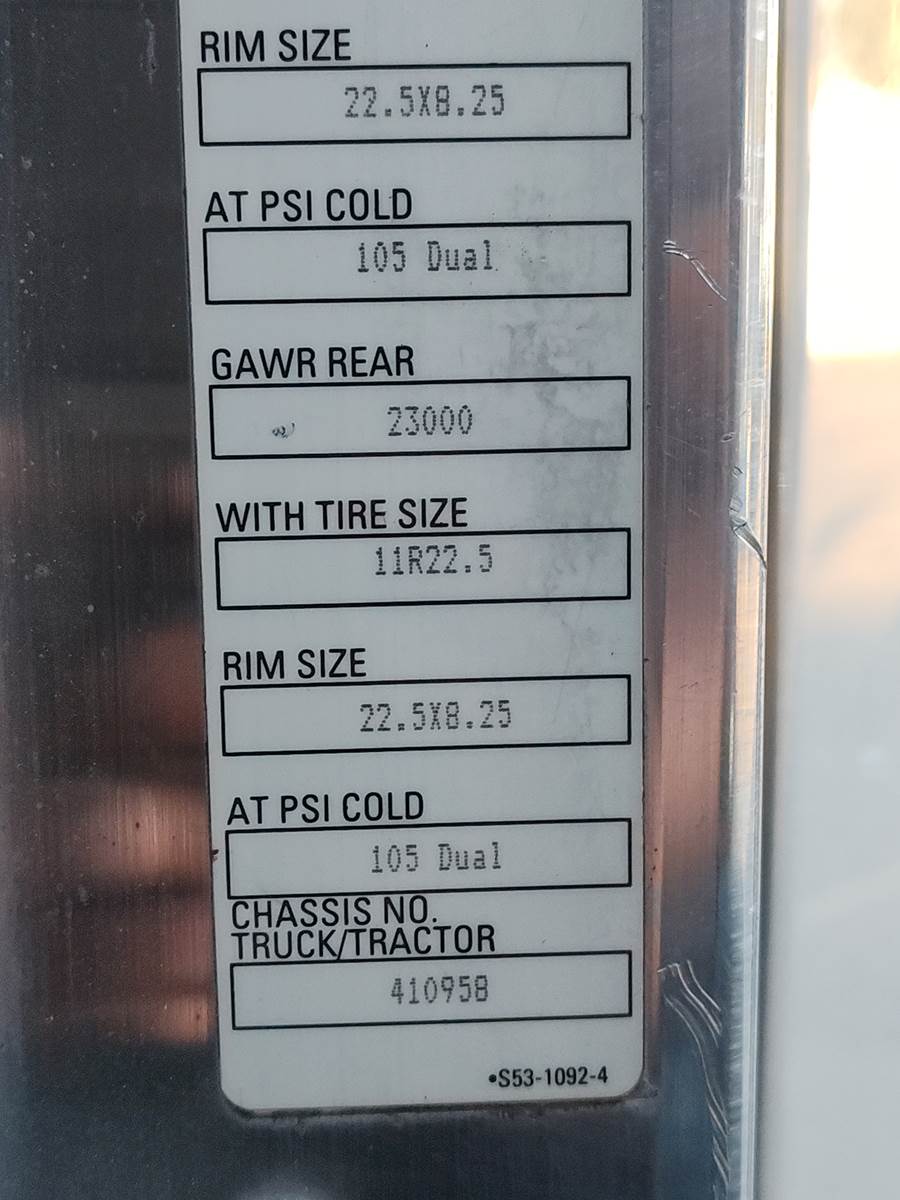 RIM SIZE
22.5X8.25
AT PSI COLD
105 Dual
GAWR REAR
23000
WITH TIRE SIZE
11R22.5
RIM SIZE
22.5X8.25
AT PSI COLD
105 Dual
CHASSIS NO.
TRUCK/TRACTOR
410958
•S53-1092-4